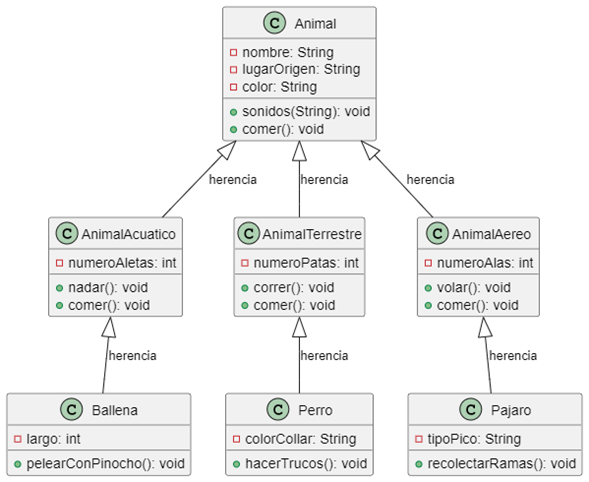 C Animal
nombre: String
lugarOrigen: String
color: String
sonidos(String): void
comer(): void
herencia
herencia
herencia
C AnimalAcuatico
numeroAletas: int
nadar(): void
comer(): void
C AnimalTerrestre
numeroPatas: int
correr(): void
comer(): void
C AnimalAereo
numeroAlas: int
volar(): void
comer(): void
herencia
herencia
herencia
C Ballena
largo: int
pelearConPinocho(): void
C Perro
colorCollar: String
hacerTrucos(): void
C Pajaro
tipoPico: String
recolectarRamas(): void